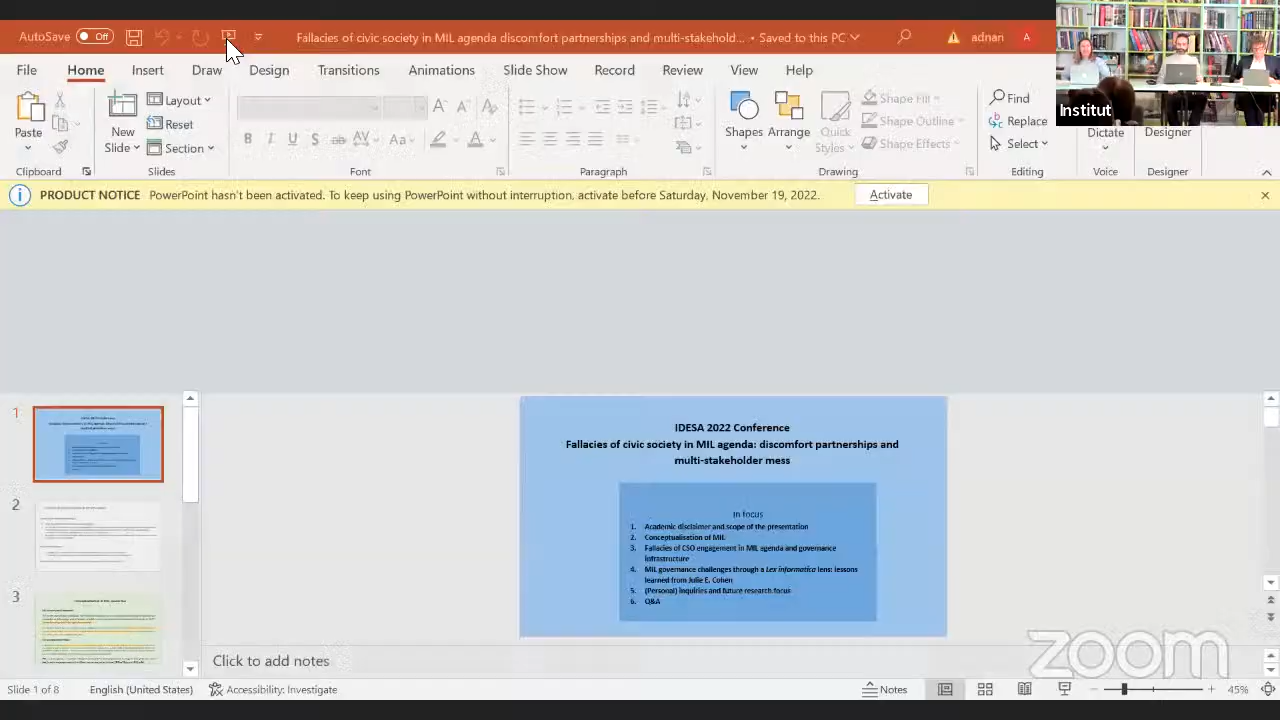 AutoSave Off
Fallacies of civic society in MIL agenda discomfort partnerships and multi-stakehold... • Saved to this PC
adnan
A
File Home Insert Draw Design Transitions Animations Slide Show Record Review View Help
Institut
Paste
New
Slide
Layout
Reset
Section
Shapes
Arrange
Quick
Styles
Shape Fill
Shape Outline
Shape Effects
Find
Replace
Select
Dictate
Designer
Clipboard
Slides
Font
Paragraph
Drawing
Editing
Voice
Designer
PRODUCT NOTICE PowerPoint hasn't been activated. To keep using PowerPoint without interruption, activate before Saturday, November 19, 2022.
Activate
1
2
IDESA 2022 Conference
Fallacies of civic society in MIL agenda: discomfort partnerships and
multi-stakeholder mess
In focus
1. Academic disclaimer and scope of the presentation
2. Conceptualisation of MIL
3. Fallacies of CSO engagement in MIL agenda and governance
infrastructure
4. MIL governance challenges through a Lex informatica lens: lessons
learned from Julie E. Cohen
5. (Personal) inquiries and future research focus
6. Q&A
Click to add notes
zoom
Slide 1 of 8
English (United States)
Accessibility: Investigate
Notes
45%